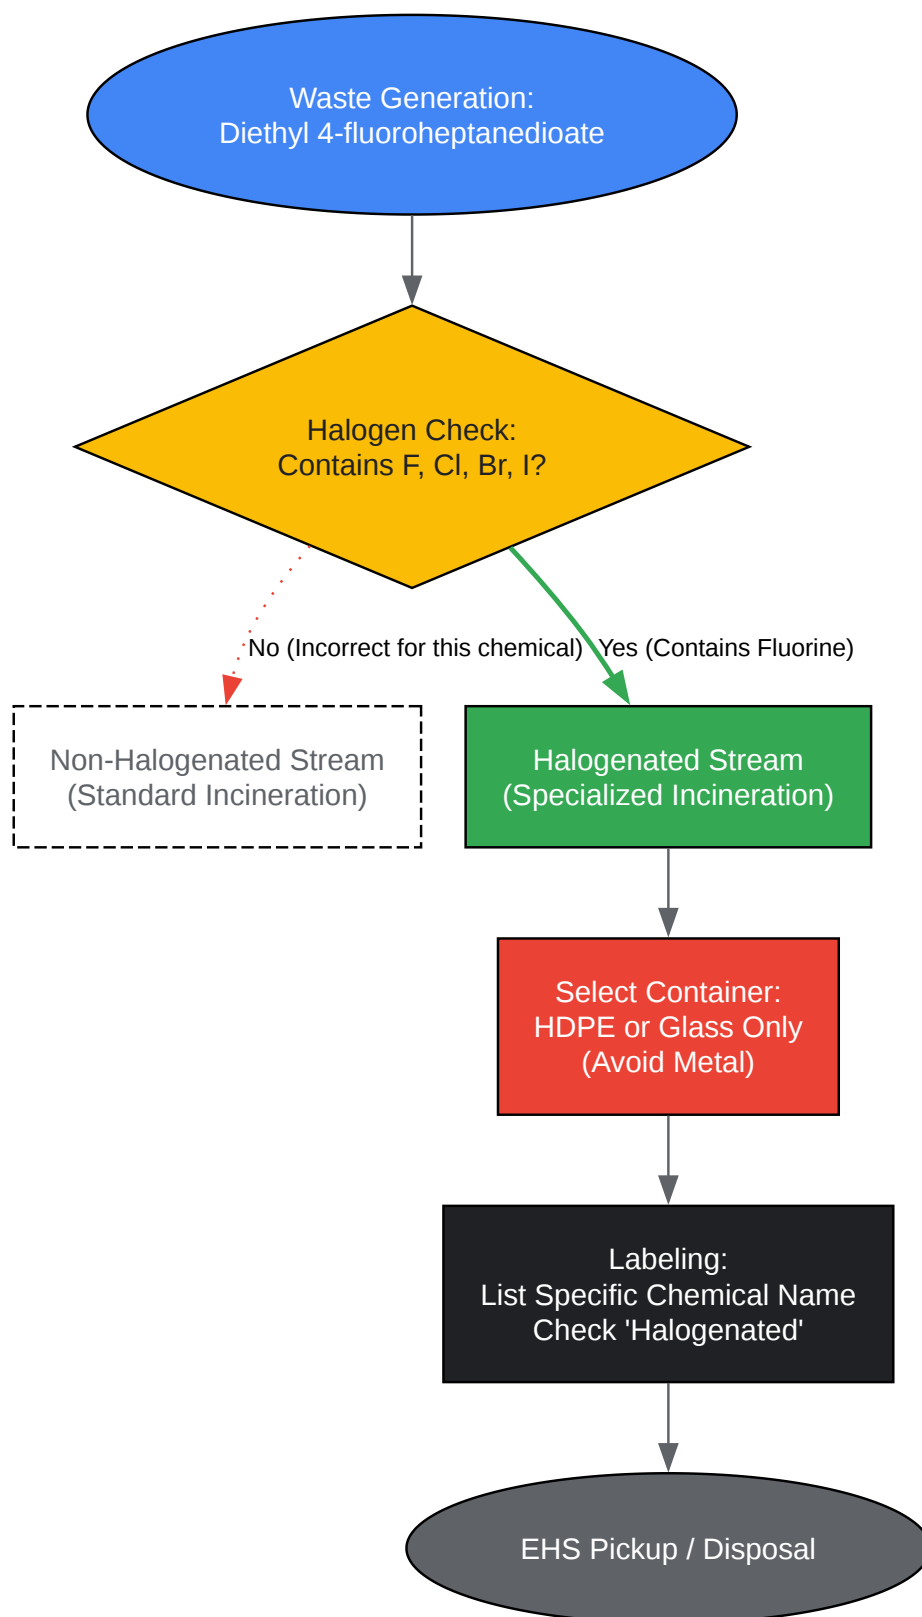 Waste Generation:
Diethyl 4-fluoroheptanedioate
Halogen Check:
Contains F, Cl, Br, I?
No (Incorrect for this chemical)
Yes (Contains Fluorine)
Non-Halogenated Stream
(Standard Incineration)
Halogenated Stream
(Specialized Incineration)
Select Container:
HDPE or Glass Only
(Avoid Metal)
Labeling:
List Specific Chemical Name
Check 'Halogenated'
EHS Pickup / Disposal